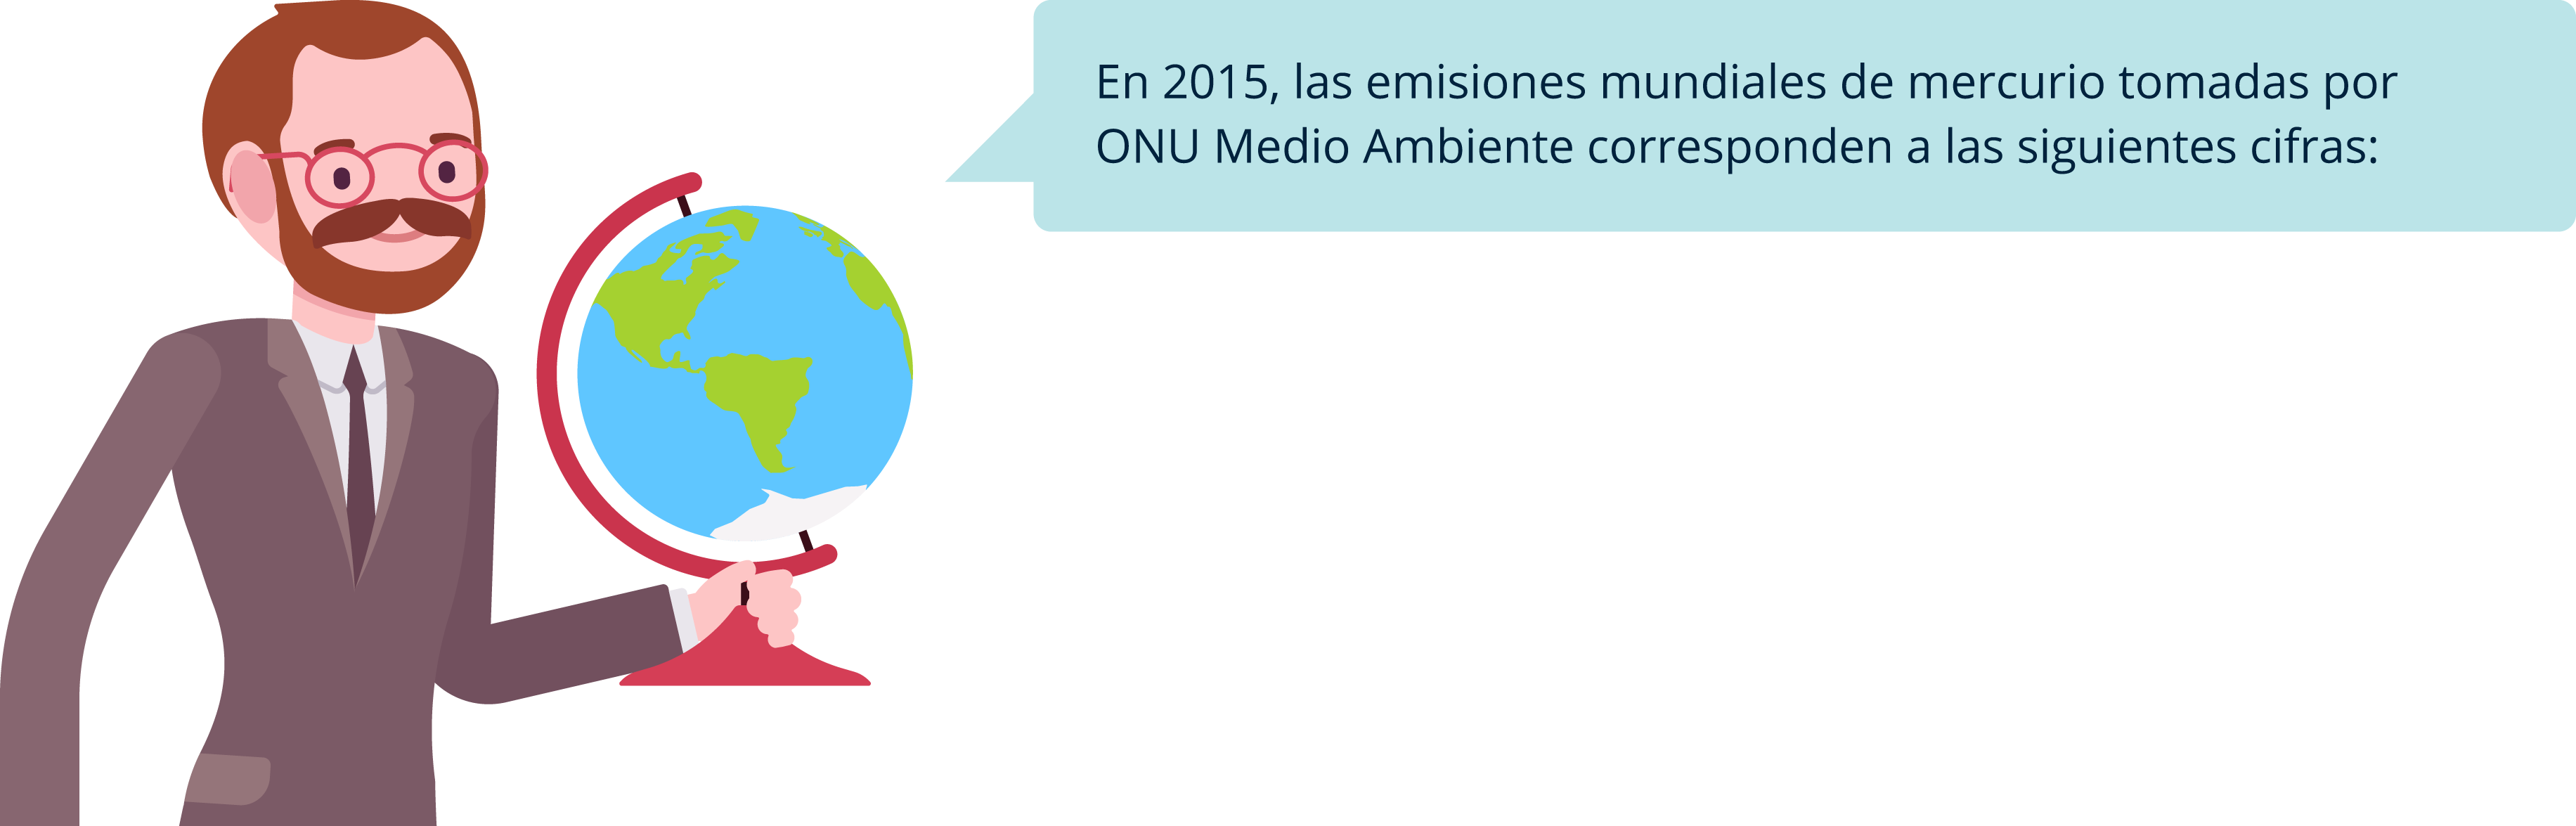 En 2015, las emisiones mundiales de mercurio tomadas por
ONU Medio Ambiente corresponden a las siguientes cifras: